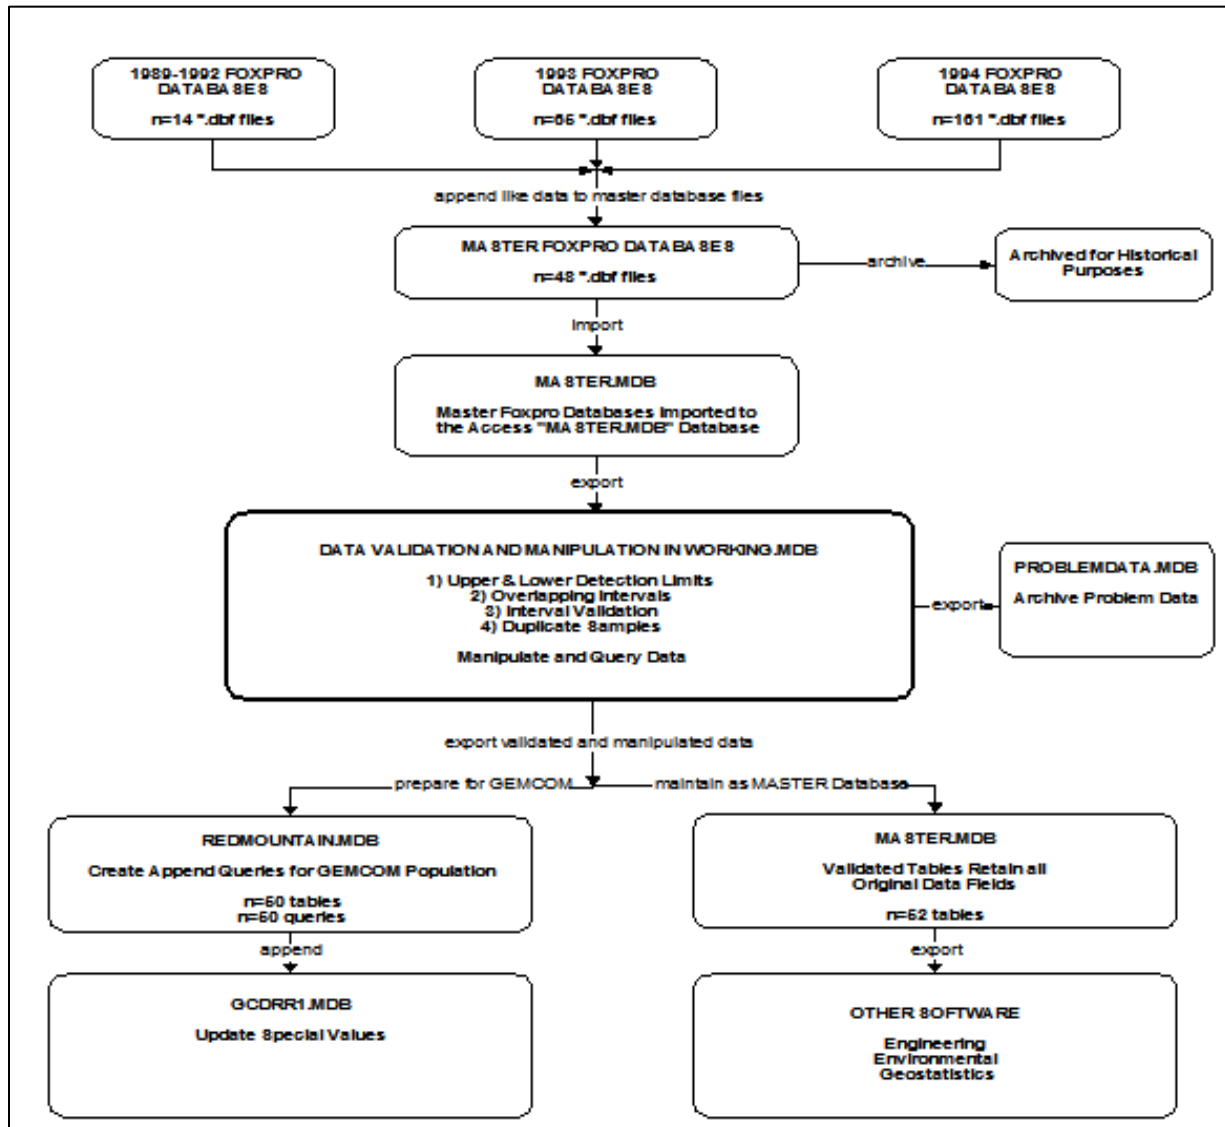 1989-1992 FOXPRO
DATABASES
n=14 *.dbf files
1993 FOXPRO
DATABASES
n=65 *.dbf files
1994 FOXPRO
DATABASES
n=161 *.dbf files
append like data to master database files
MASTER FOXPRO DATABASES
n=48 *.dbf files
archive
Archived for Historical
Purposes
import
MASTER.MDB
Master Foxpro Databases Imported to
the Access "MASTER.MDB" Database
export
DATA VALIDATION AND MANIPULATION IN WORKING.MDB
1) Upper & Lower Detection Limits
2) Overlapping Intervals
3) Interval Validation
4) Duplicate Samples
Manipulate and Query Data
export
PROBLEMDATA.MDB
Archive Problem Data
export validated and manipulated data
prepare for GEMCOM
maintain as MASTER Database
REDMOUNTAIN.MDB
Create Append Queries for GEMCOM Population
n=50 tables
n=50 queries
MASTER.MDB
Validated Tables Retain all
Original Data Fields
n=52 tables
append
export
GCDRR1.MDB
Update Special Values
OTHER SOFTWARE
Engineering
Environmental
Geostatistics